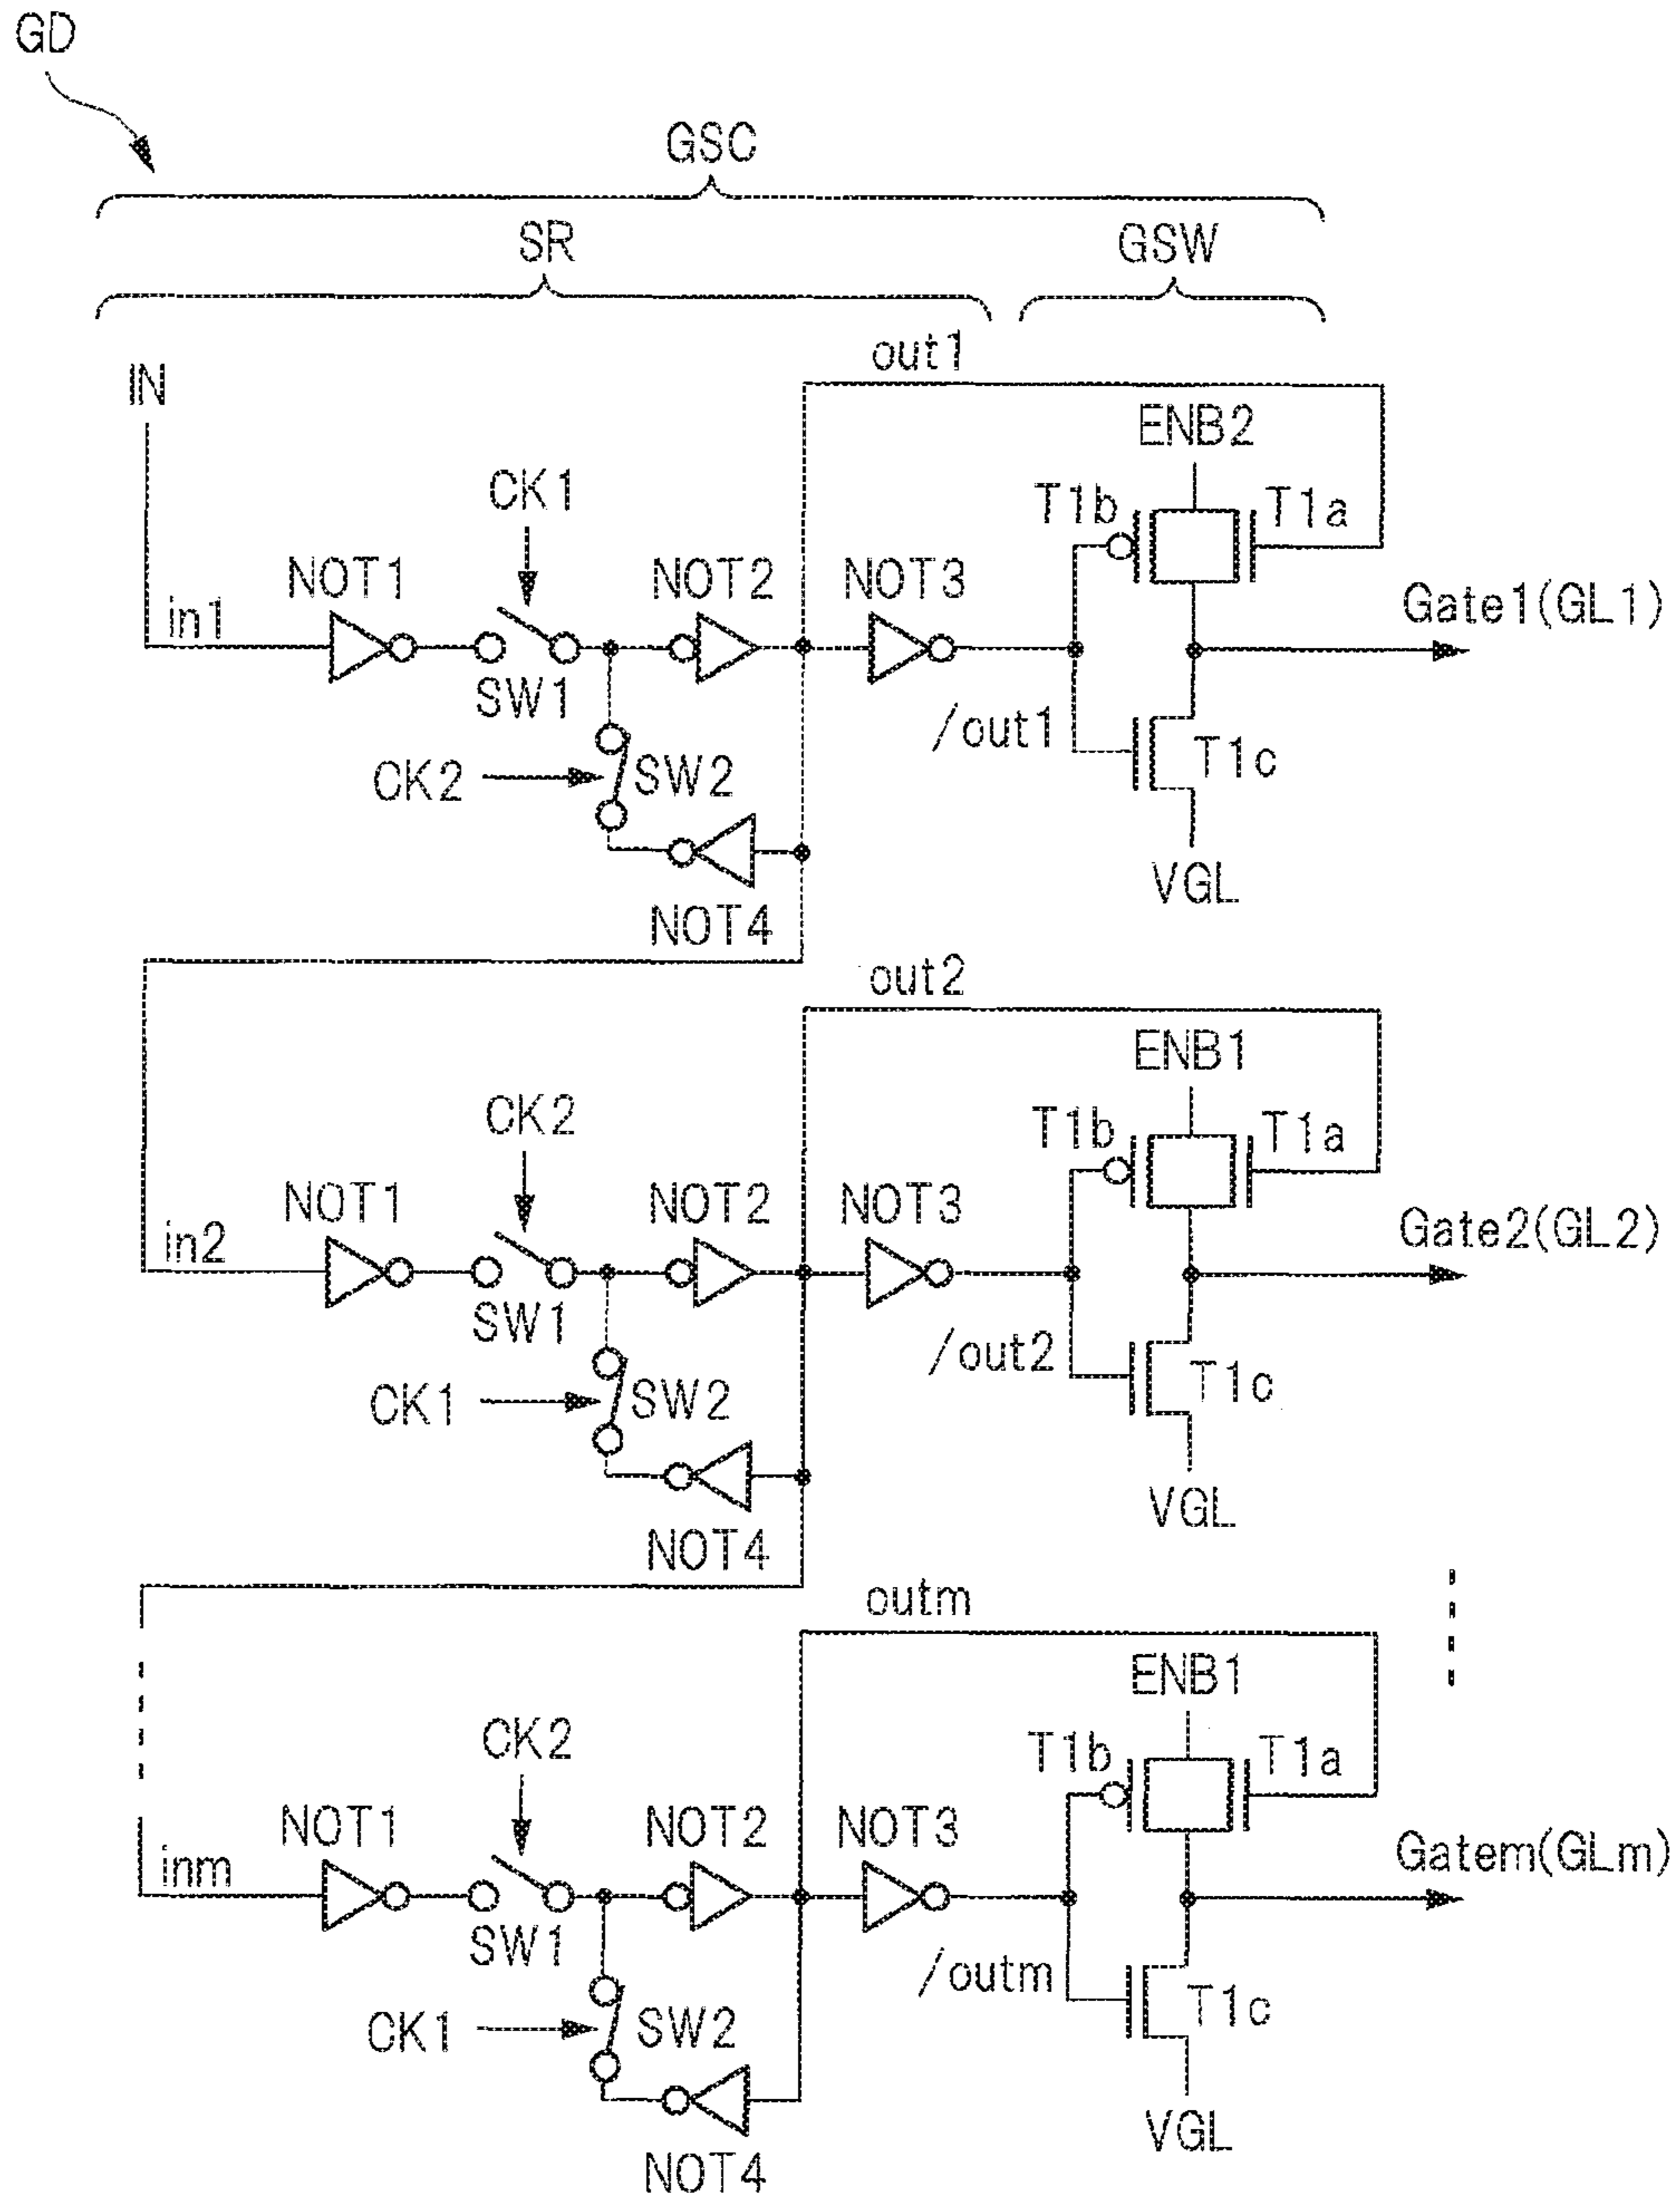 GD
GSC
SR
GSW
out1
IN
ENB2
CK1
T1b
T1a
NOT1
NOT2
NOT3
in1
Gate1(GL1)
SW1
/out1
CK2
SW2
T1c
VGL
NOT4
out2
ENB1
CK2
T1b
T1a
NOT1
NOT2
NOT3
in2
Gate2(GL2)
SW1
/out2
CK1
SW2
T1c
VGL
NOT4
outm
ENB1
CK2
T1b
T1a
NOT1
NOT2
NOT3
inm
Gatem(GLm)
SW1
/outm
CK1
SW2
T1c
VGL
NOT4